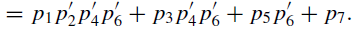 = p₁p′₂p′₄p′₆ + p₃p′₄p′₆ + p₅p′₆ + p₇.